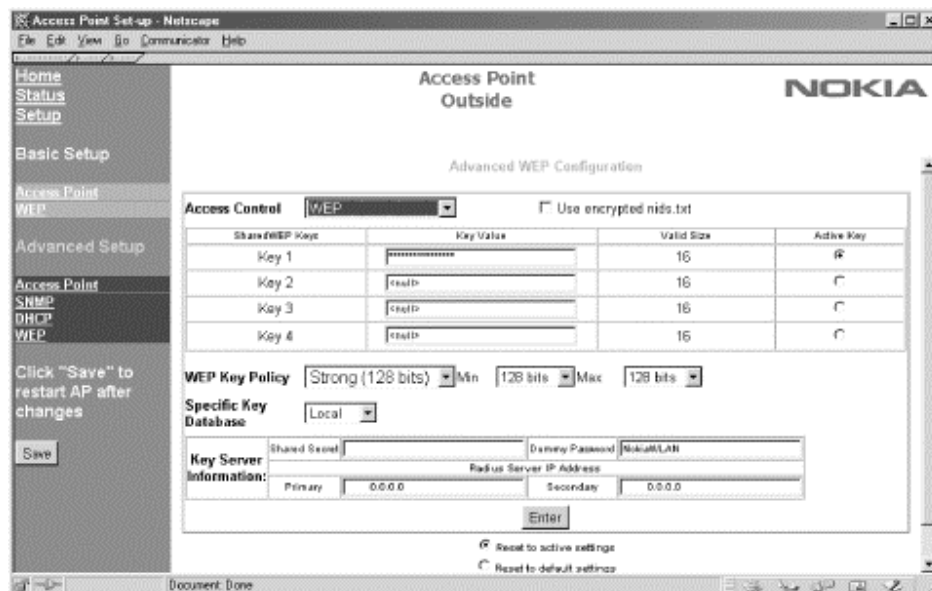 Access Point Set-up - Netscape
File Edit View Go Communicator Help
Home
Status
Setup
Basic Setup
Access Point
WEP
Advanced Setup
Access Point
SNMP
DHCP
WEP
Click "Save" to
restart AP after
changes
Save
Access Point
Outside
NOKIA
Advanced WEP Configuration
Access Control WEP Use encrypted nids.txt
Shared WEP Keys Key Value Valid Size Active Key
Key 1 **************** 16
Key 2 <null> 16
Key 3 <null> 16
Key 4 <null> 16
WEP Key Policy Strong (128 bits) Min 128 bits Max 128 bits
Specific Key
Database
Local
Key Server
Information:
Shared Secret Dummy Password NokiaWLAN
Radius Server IP Address
Primary 0.0.0.0 Secondary 0.0.0.0
Enter
Reset to active settings
Reset to default settings
Document: Done